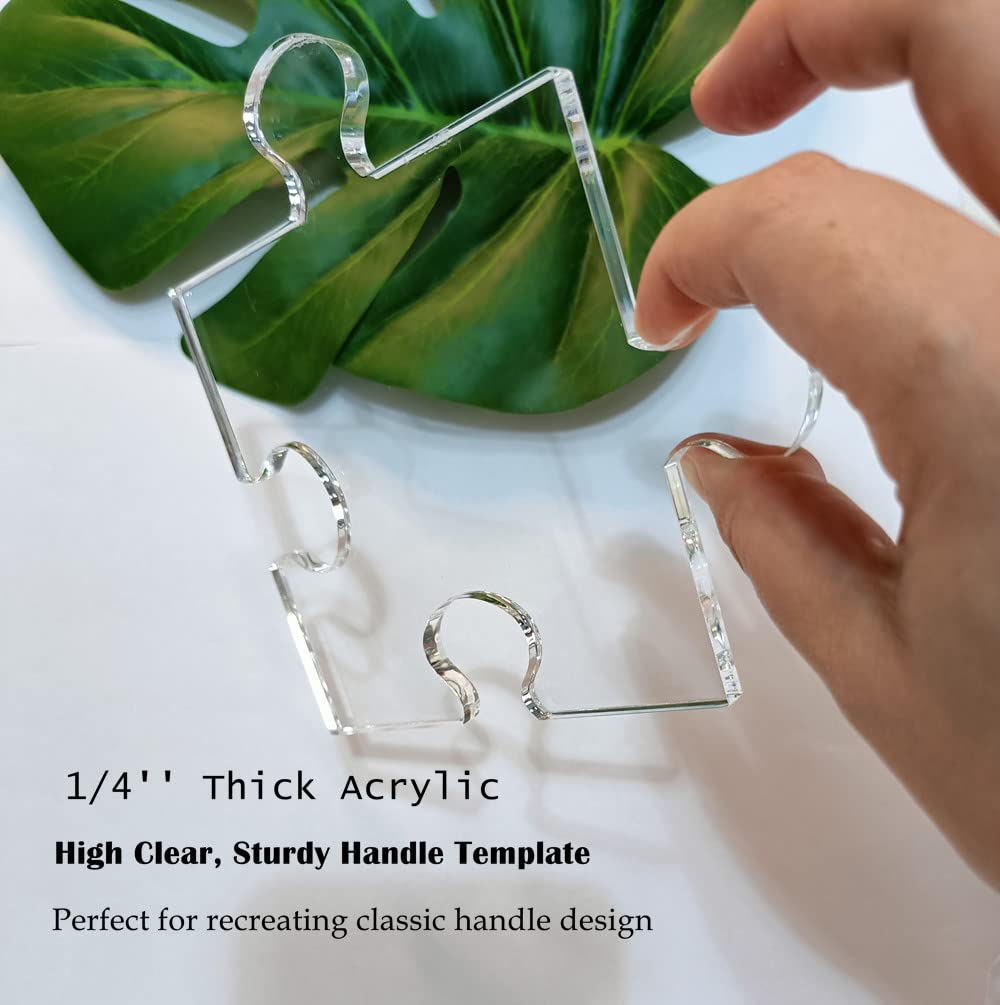 1/4'' Thick Acrylic
High Clear, Sturdy Handle Template
Perfect for recreating classic handle design